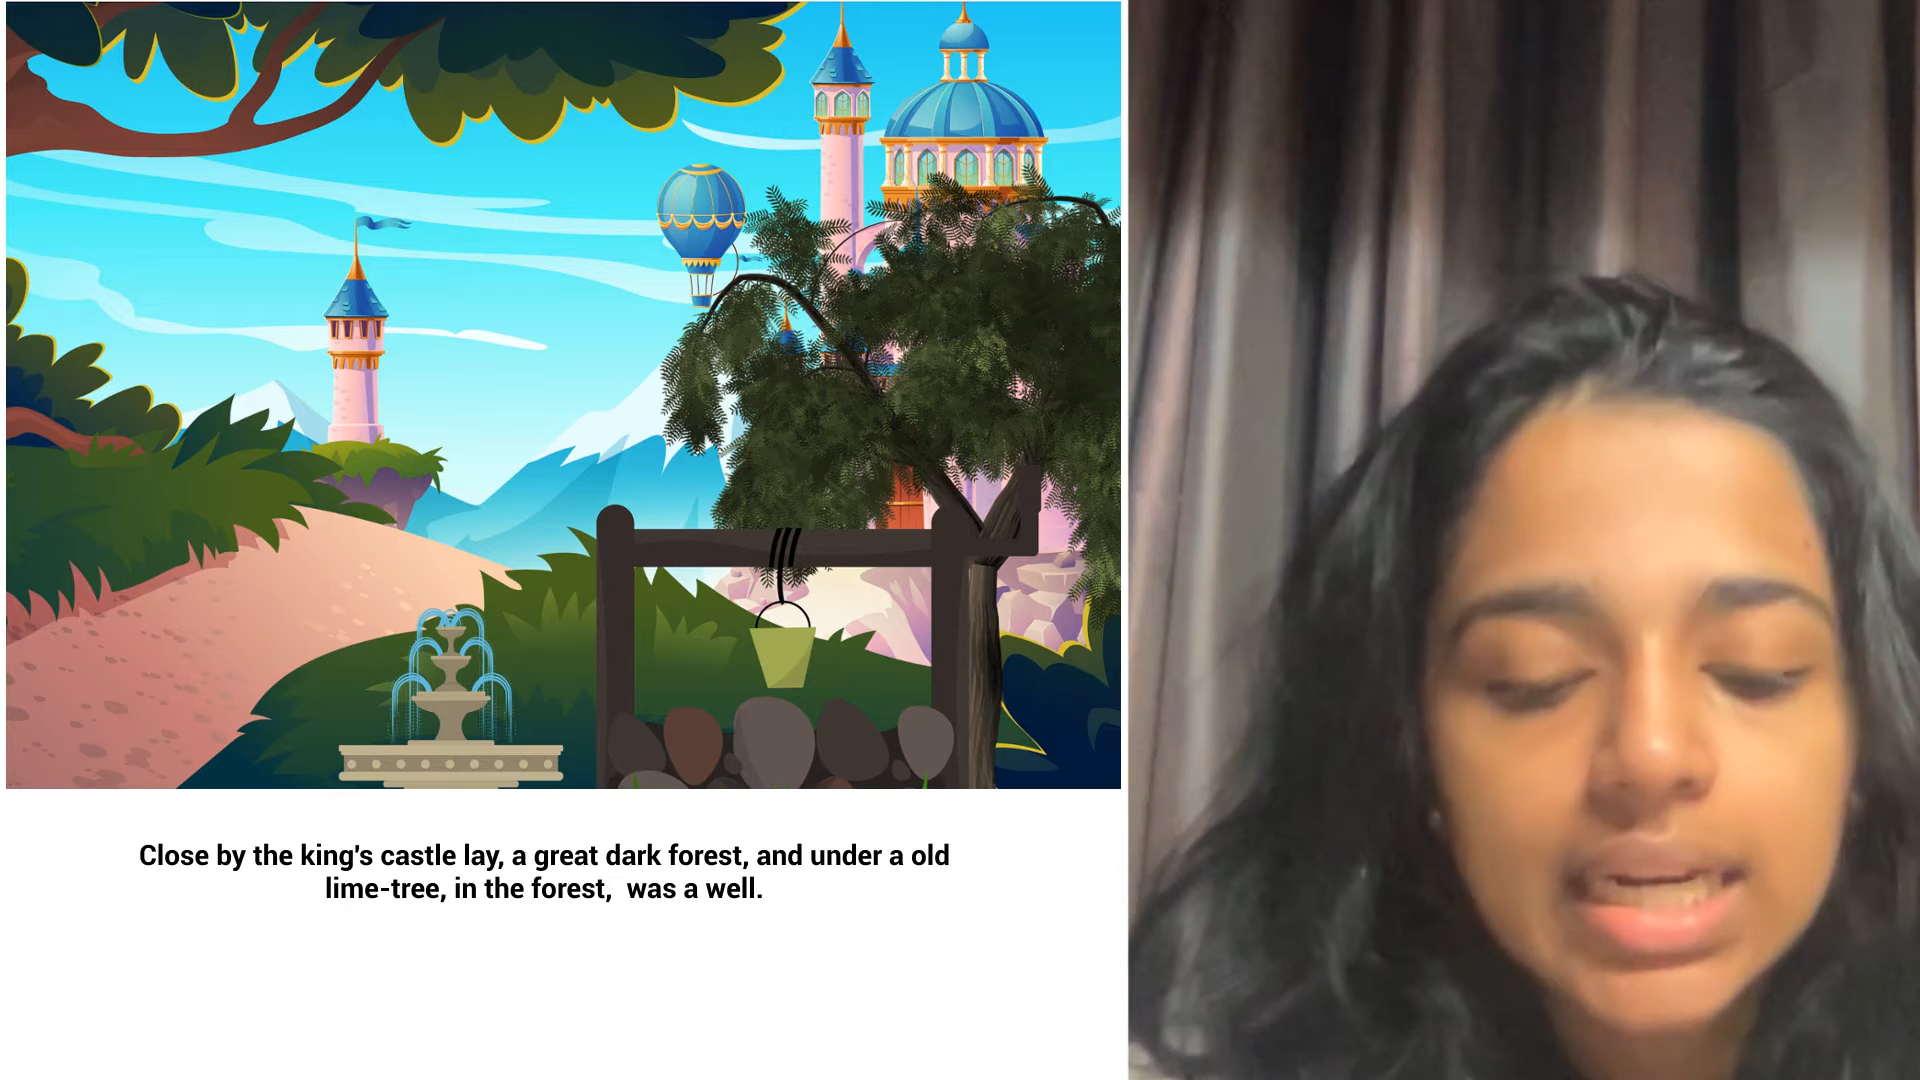 Close by the king's castle lay, a great dark forest, and under a old
lime-tree, in the forest, was a well.